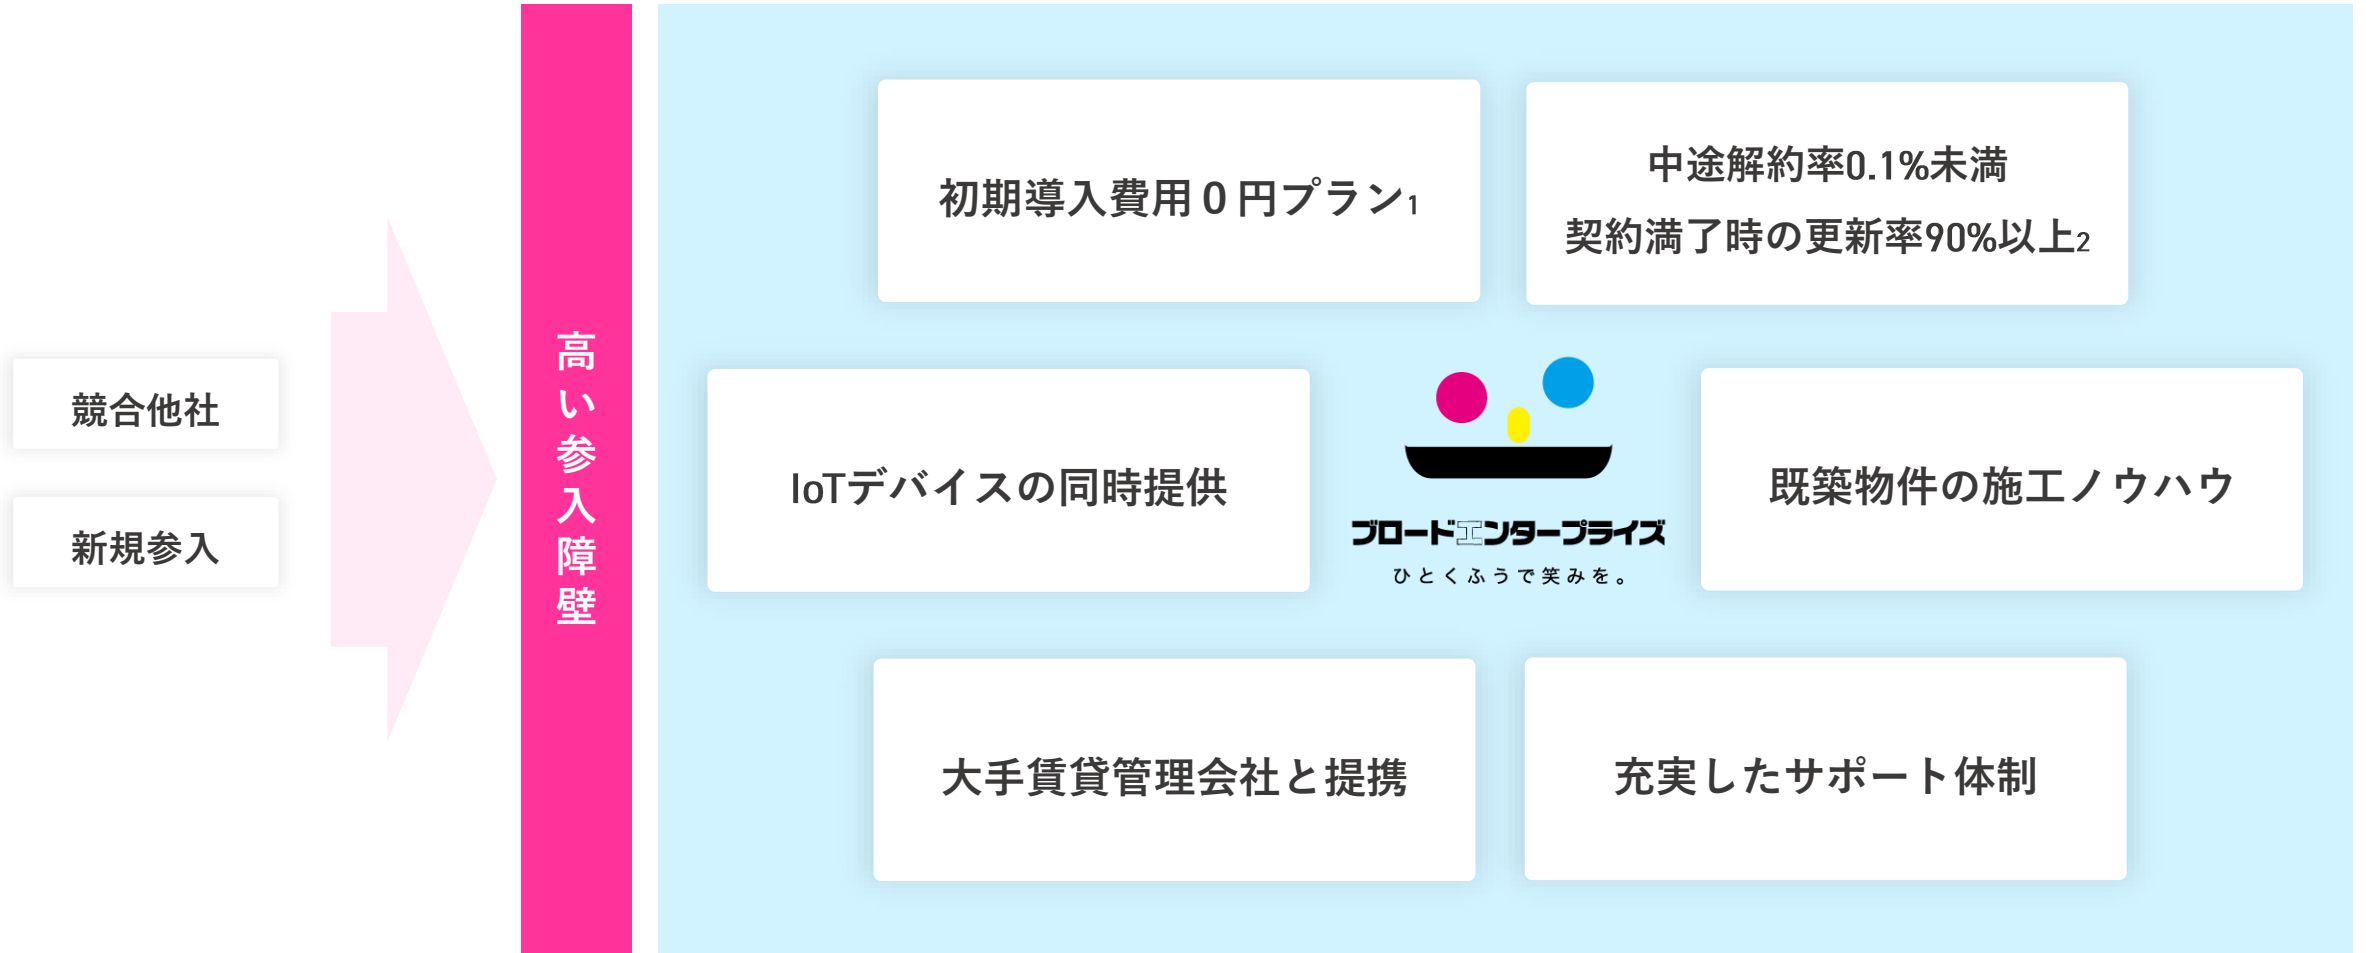 競合他社
新規参入
高い参入障壁
初期導入費用０円プラン1
中途解約率0.1%未満
契約満了時の更新率90%以上2
IoTデバイスの同時提供
ブロードエンタープライズ
ひとくふうで笑みを。
既築物件の施工ノウハウ
大手賃貸管理会社と提携
充実したサポート体制